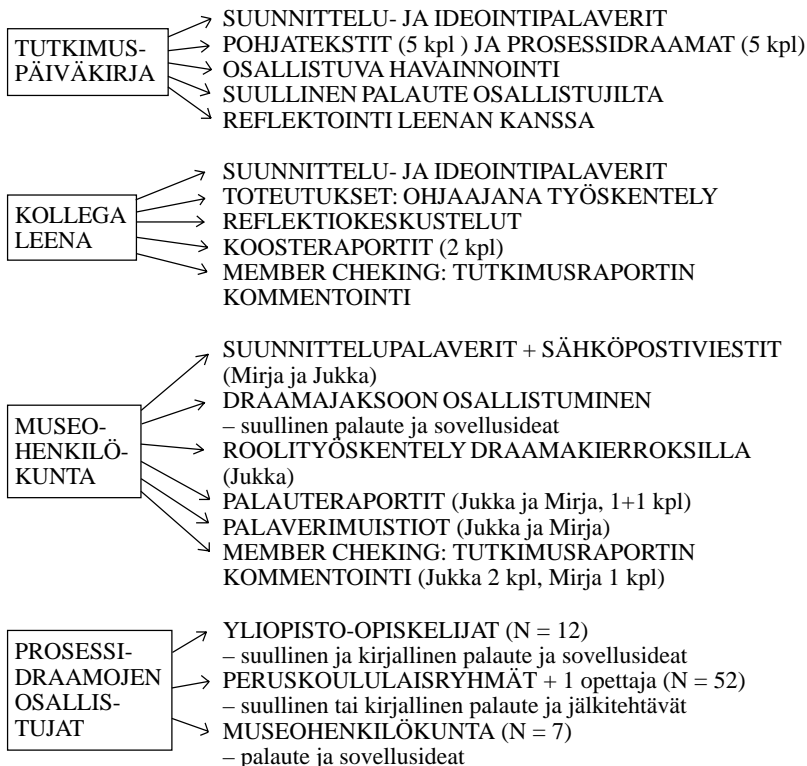 TUTKIMUS-
PÄIVÄKIRJA
SUUNNITTELU- JA IDEOINTIPALAVERIT
POHJATEKSTIT (5 kpl ) JA PROSESSIDRAAMAT (5 kpl)
OSALLISTUVA HAVAINNOINTI
SUULLINEN PALAUTE OSALLISTUJILTA
REFLEKTOINTI LEENAN KANSSA
KOLLEGA
LEENA
SUUNNITTELU- JA IDEOINTIPALAVERIT
TOTEUTUKSET: OHJAAJANA TYÖSKENTELY
REFLEKTIOKESKUSTELUT
KOOSTERAPORTIT (2 kpl)
MEMBER CHEKING: TUTKIMUSRAPORTIN
KOMMENTOINTI
MUSEO-
HENKILÖ-
KUNTA
SUUNNITTELUPALAVERIT + SÄHKÖPOSTIVIESTIT
(Mirja ja Jukka)
DRAAMAJAKSOON OSALLISTUMINEN
– suullinen palaute ja sovellusideat
ROOLITYÖSKENTELY DRAAMAKIERROKSILLA
(Jukka)
PALAUTERAPORTIT (Jukka ja Mirja, 1+1 kpl)
PALAVERIMUISTIOT (Jukka ja Mirja)
MEMBER CHEKING: TUTKIMUSRAPORTIN
KOMMENTOINTI (Jukka 2 kpl, Mirja 1 kpl)
PROSESSI-
DRAAMOJEN
OSALLIS-
TUJAT
YLIOPISTO-OPISKELIJAT (N = 12)
– suullinen ja kirjallinen palaute ja sovellusideat
PERUSKOULULAISRYHMÄT + 1 opettaja (N = 52)
– suullinen tai kirjallinen palaute ja jälkitehtävät
MUSEOHENKILÖKUNTA (N = 7)
– palaute ja sovellusideat